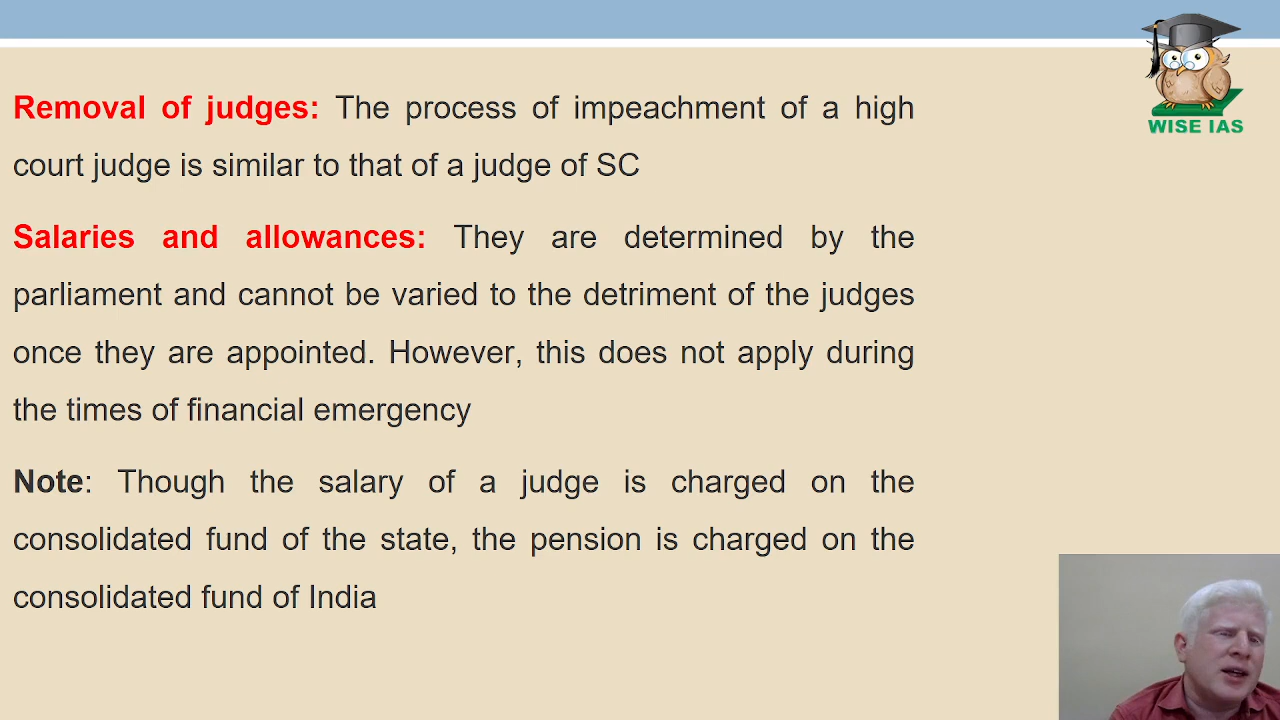 WISE IAS
Removal of judges: The process of impeachment of a high
court judge is similar to that of a judge of SC
Salaries and allowances: They are determined by the
parliament and cannot be varied to the detriment of the judges
once they are appointed. However, this does not apply during
the times of financial emergency
Note: Though the salary of a judge is charged on the
consolidated fund of the state, the pension is charged on the
consolidated fund of India